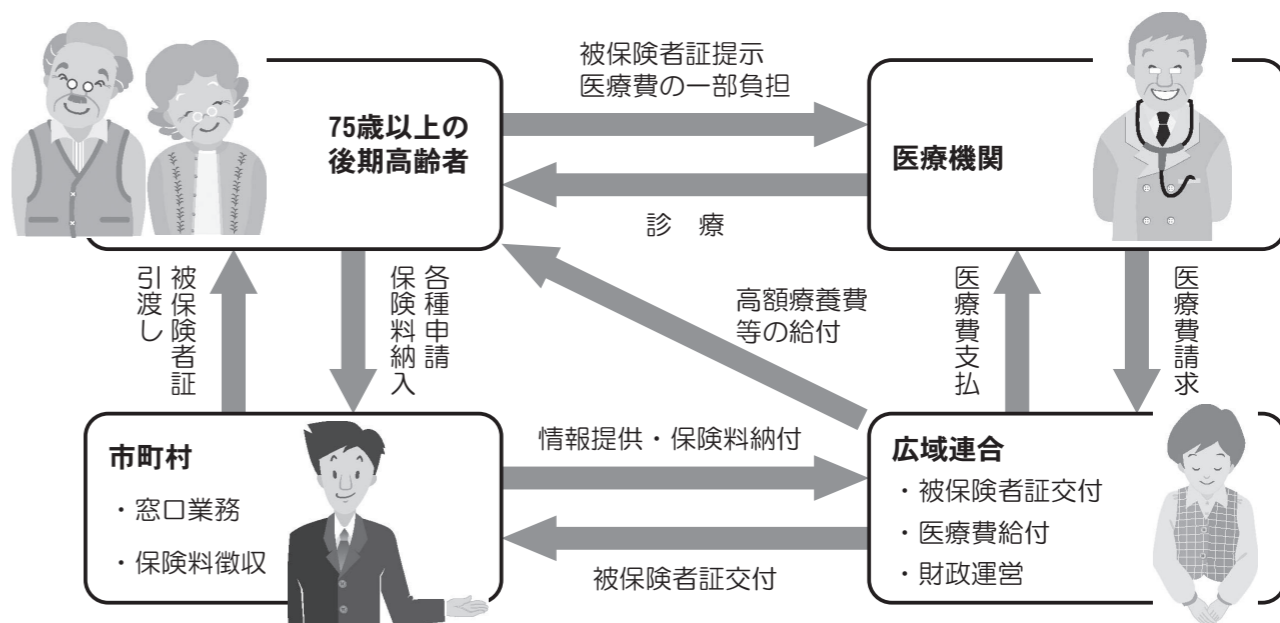 被保険者証提示
医療費の一部負担
75歳以上の
後期高齢者
医療機関
診 療
被保険者証
引渡し
各種申請
保険料納入
高額療養費
等の給付
医療費支払
医療費請求
市町村
・窓口業務
・保険料徴収
情報提供・保険料納付
被保険者証交付
広域連合
・被保険者証交付
・医療費給付
・財政運営